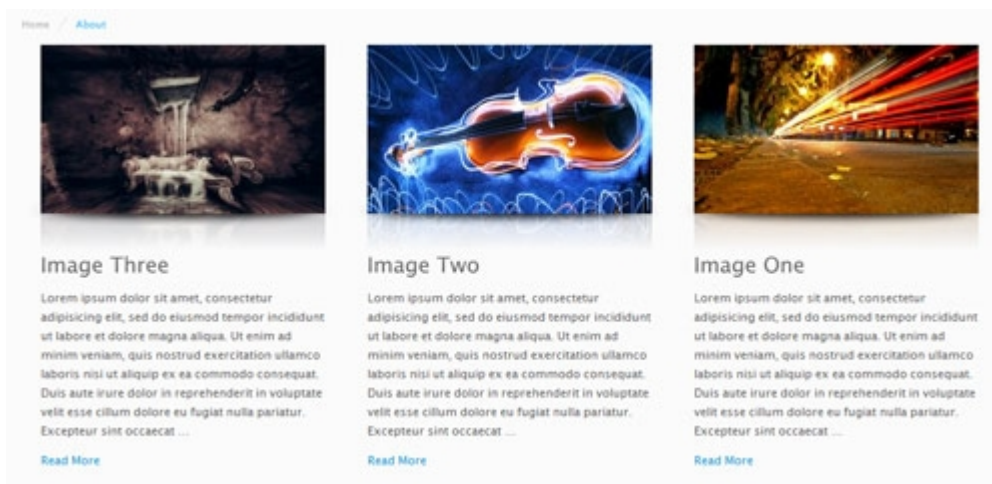 Home / About
Image Three
Lorem ipsum dolor sit amet, consectetur
adipisicing elit, sed do eiusmod tempor incididunt
ut labore et dolore magna aliqua. Ut enim ad
minim veniam, quis nostrud exercitation ullamco
laboris nisi ut aliquip ex ea commodo consequat.
Duis aute irure dolor in reprehenderit in voluptate
velit esse cillum dolore eu fugiat nulla pariatur.
Excepteur sint occaecat ...
Read More
Image Two
Lorem ipsum dolor sit amet, consectetur
adipisicing elit, sed do eiusmod tempor incididunt
ut labore et dolore magna aliqua. Ut enim ad
minim veniam, quis nostrud exercitation ullamco
laboris nisi ut aliquip ex ea commodo consequat.
Duis aute irure dolor in reprehenderit in voluptate
velit esse cillum dolore eu fugiat nulla pariatur.
Excepteur sint occaecat ...
Read More
Image One
Lorem ipsum dolor sit amet, consectetur
adipisicing elit, sed do eiusmod tempor incididunt
ut labore et dolore magna aliqua. Ut enim ad
minim veniam, quis nostrud exercitation ullamco
laboris nisi ut aliquip ex ea commodo consequat.
Duis aute irure dolor in reprehenderit in voluptate
velit esse cillum dolore eu fugiat nulla pariatur.
Excepteur sint occaecat ...
Read More